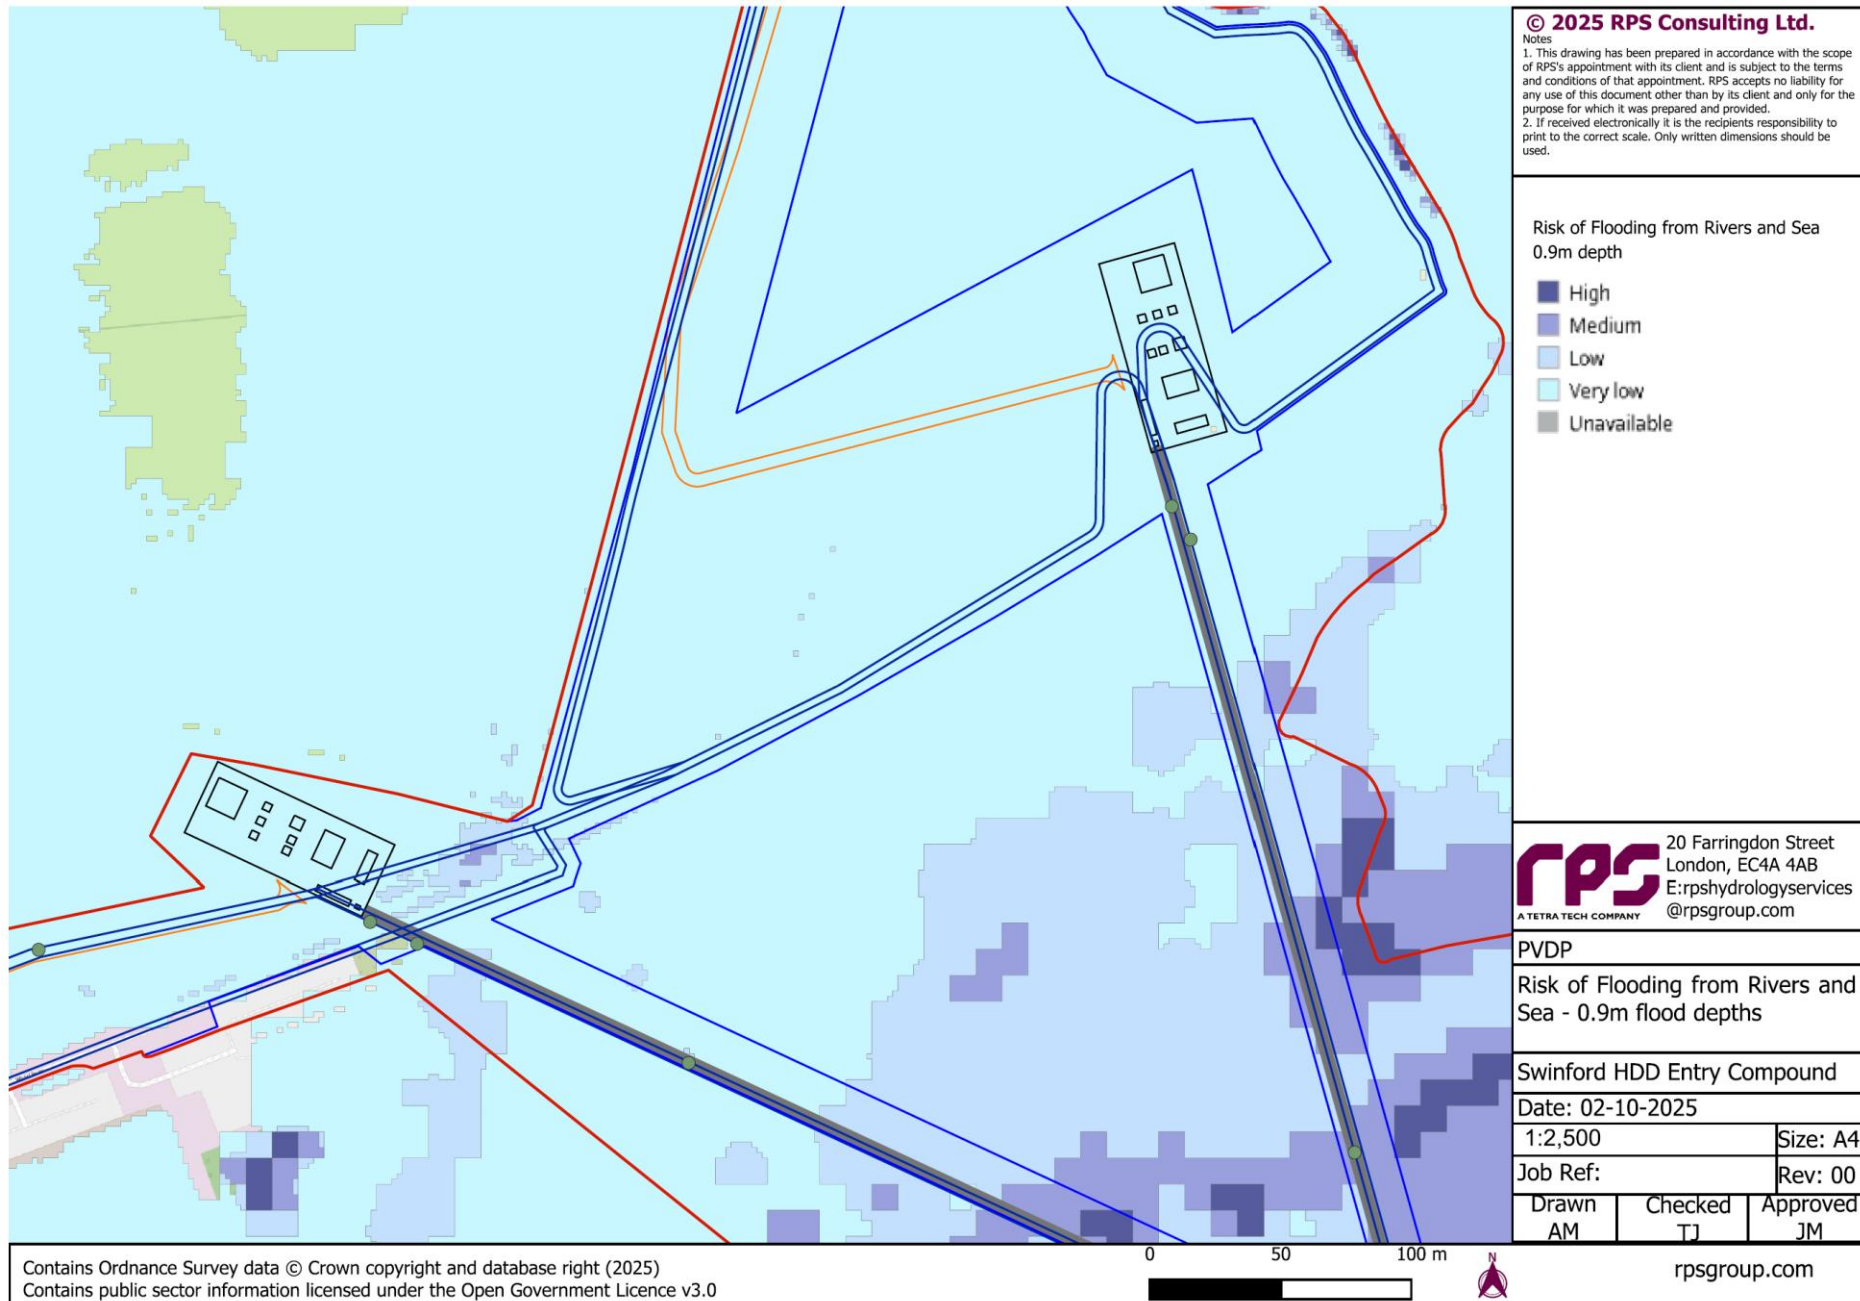 © 2025 RPS Consulting Ltd.
Notes
1. This drawing has been prepared in accordance with the scope
of RPS's appointment with its client and is subject to the terms
and conditions of that appointment. RPS accepts no liability for
any use of this document other than by its client and only for the
purpose for which it was prepared and provided.
2. If received electronically it is the recipients responsibility to
print to the correct scale. Only written dimensions should be
used.
Risk of Flooding from Rivers and Sea
0.9m depth
High
Medium
Low
Very low
Unavailable
rps
A TETRA TECH COMPANY
20 Farringdon Street
London, EC4A 4AB
E:rpshydrologyservices
@rpsgroup.com
PVDP
Risk of Flooding from Rivers and
Sea - 0.9m flood depths
Swinford HDD Entry Compound
Date: 02-10-2025
1:2,500 Size: A4
Job Ref: Rev: 00
Drawn Checked Approved
AM TJ JM
0 50 100 m
N
Contains Ordnance Survey data © Crown copyright and database right (2025)
Contains public sector information licensed under the Open Government Licence v3.0
rpsgroup.com